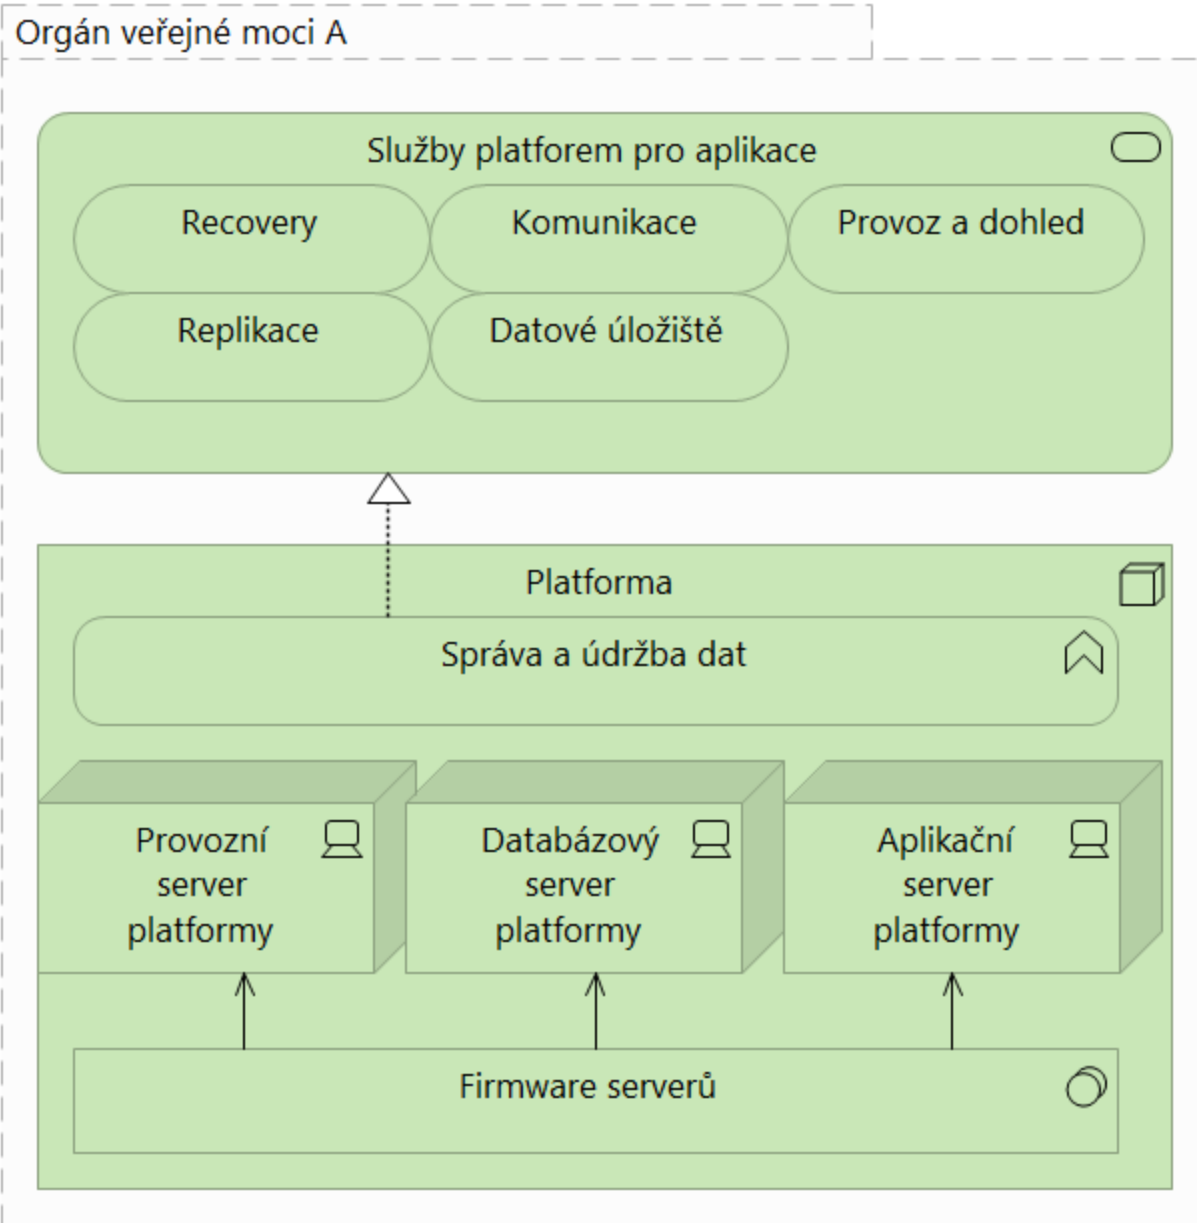 Orgán veřejné moci A
Služby platforem pro aplikace
Recovery
Komunikace
Provoz a dohled
Replikace
Datové úložiště
Platforma
Správa a údržba dat
Provozní
server
platformy
Databázový
server
platformy
Aplikační
server
platformy
Firmware serverů